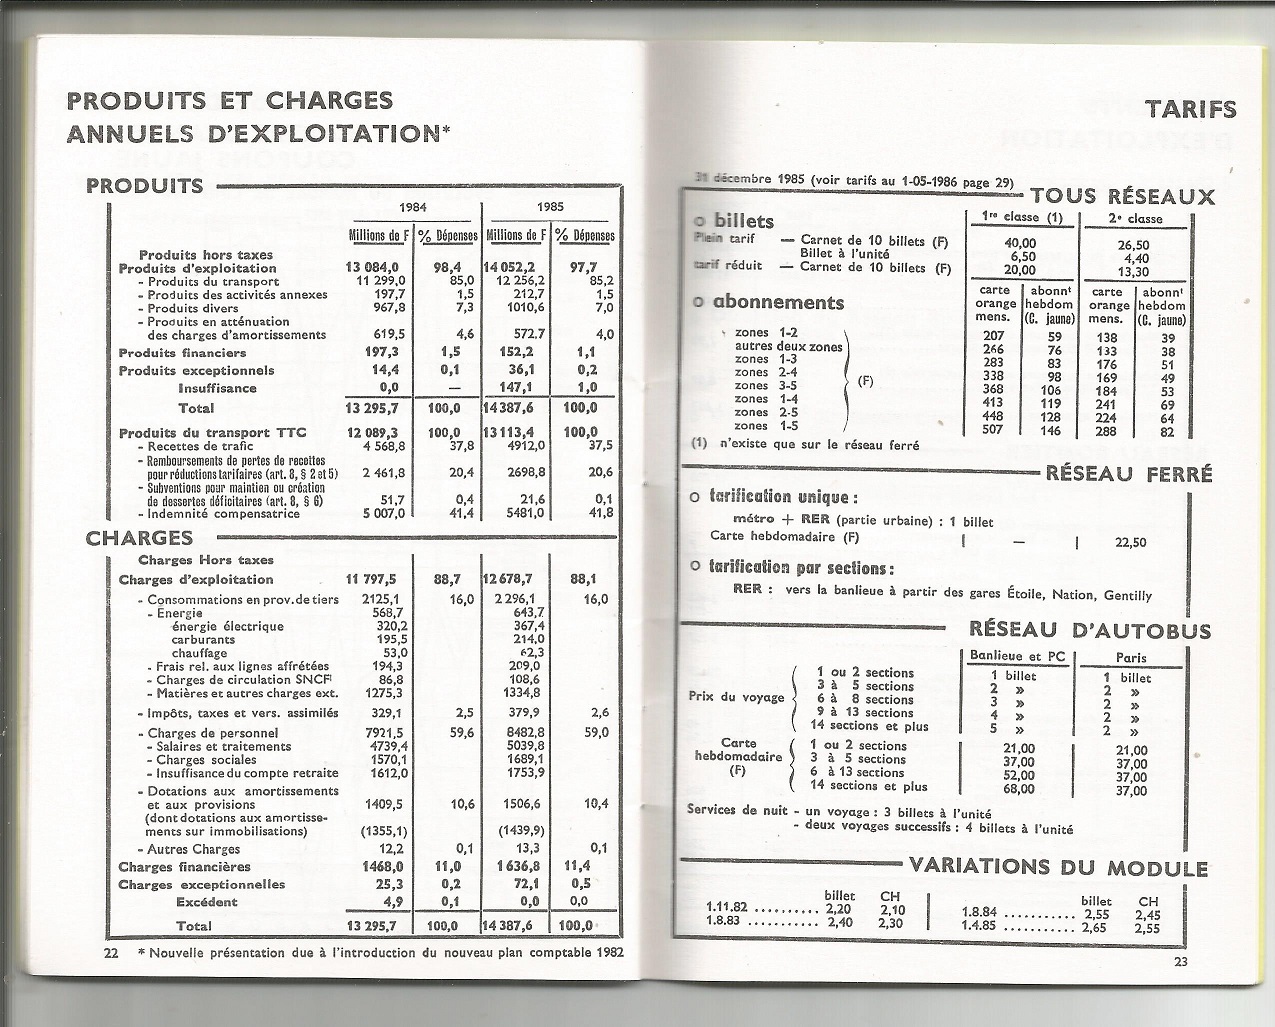 PRODUITS ET CHARGES
ANNUELS D'EXPLOITATION*
PRODUITS
1984 1985
Millions de F % Dépenses Millions de F % Dépenses
Produits hors taxes
Produits d'exploitation 13 084,0 98,4 14 052,2 97,7
- Produits du transport 11 299,0 85,0 12 256,2 85,2
- Produits des activités annexes 197,7 1,5 212,7 1,5
- Produits divers 967,8 7,3 1010,6 7,0
- Produits en atténuation
des charges d'amortissements 619,5 4,6 572,7 4,0
Produits financiers 197,3 1,5 152,2 1,1
Produits exceptionnels 14,4 0,1 36,1 0,2
Insuffisance 0,0 — 147,1 1,0
Total 13 295,7 100,0 14 387,6 100,0
Produits du transport TTC 12 089,3 100,0 13 113,4 100,0
- Recettes de trafic 4 568,8 37,8 4912,0 37,5
- Remboursements de pertes de recettes
pour réductions tarifaires (art. 8, § 2 et 5) 2 461,8 20,4 2698,8 20,6
- Subventions pour maintien ou création
de dessertes déficitaires (art. 8, § 6) 51,7 0,4 21,6 0,1
- Indemnité compensatrice 5 007,0 41,4 5481,0 41,8
CHARGES
Charges Hors taxes
Charges d'exploitation 11 797,5 88,7 12 678,7 88,1
- Consommations en prov. de tiers 2125,1 16,0 2 296,1 16,0
- Energie 568,7 643,7
énergie électrique 320,2 367,4
carburants 195,5 214,0
chauffage 53,0 62,3
- Frais rel. aux lignes affrétées 194,3 209,0
- Charges de circulation SNCF 86,8 108,6
- Matières et autres charges ext. 1275,3 1334,8
- Impôts, taxes et vers. assimilés 329,1 2,5 379,9 2,6
- Charges de personnel 7921,5 59,6 8482,8 59,0
- Salaires et traitements 4739,4 5039,8
- Charges sociales 1570,1 1689,1
- Insuffisance du compte retraite 1612,0 1753,9
- Dotations aux amortissements
et aux provisions 1409,5 10,6 1506,6 10,4
(dont dotations aux amortisse-
ments sur immobilisations) (1355,1) (1439,9)
- Autres Charges 12,2 0,1 13,3 0,1
Charges financières 1468,0 11,0 1 636,8 11,4
Charges exceptionnelles 25,3 0,2 72,1 0,5
Excédent 4,9 0,1 0,0 0,0
Total 13 295,7 100,0 14 387,6 100,0
22 * Nouvelle présentation due à l'introduction du nouveau plan comptable 1982
TARIFS
31 décembre 1985 (voir tarifs au 1-05-1986 page 29)
TOUS RÉSEAUX
1re classe (1) 2e classe
o billets
Plein tarif — Carnet de 10 billets (F) 40,00 26,50
Billet à l'unité 6,50 4,40
tarif réduit — Carnet de 10 billets (F) 20,00 13,30
o abonnements
carte orange mens. abonnt hebdom (C. jaune) carte orange mens. abonnt hebdom (C. jaune)
zones 1-2 207 59 138 39
autres deux zones 266 76 133 38
zones 1-3 283 83 176 51
zones 2-4 338 98 169 49
zones 3-5 (F) 368 106 184 53
zones 1-4 413 119 241 69
zones 2-5 448 128 224 64
zones 1-5 507 146 288 82
(1) n'existe que sur le réseau ferré
RÉSEAU FERRÉ
o tarification unique :
métro + RER (partie urbaine) : 1 billet
Carte hebdomadaire (F) — 22,50
o tarification par sections :
RER : vers la banlieue à partir des gares Étoile, Nation, Gentilly
RÉSEAU D'AUTOBUS
Banlieue et PC Paris
Prix du voyage
1 ou 2 sections 1 billet 1 billet
3 à 5 sections 2 » 2 »
6 à 8 sections 3 » 2 »
9 à 13 sections 4 » 2 »
14 sections et plus 5 » 2 »
Carte hebdomadaire (F)
1 ou 2 sections 21,00 21,00
3 à 5 sections 37,00 37,00
6 à 13 sections 52,00 37,00
14 sections et plus 68,00 37,00
Services de nuit - un voyage : 3 billets à l'unité
- deux voyages successifs : 4 billets à l'unité
VARIATIONS DU MODULE
billet CH billet CH
1.11.82 .......... 2,20 2,10 1.8.84 ........... 2,55 2,45
1.8.83 ........... 2,40 2,30 1.4.85 ........... 2,65 2,55
23